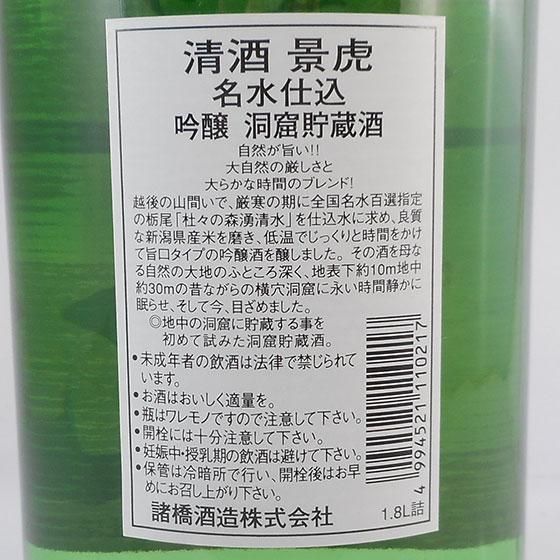 清酒 景虎
名水仕込
吟醸 洞窟貯蔵酒
自然が旨い!!
大自然の厳しさと
大らかな時間のブレンド!
越後の山間いで、厳寒の期に全国名水百選指定
の栃尾「杜々の森湧清水」を仕込水に求め、良質
な新潟県産米を磨き、低温でじっくりと時間をかけ
て旨口タイプの吟醸酒を醸しました。その酒を母な
る自然の大地のふところ深く、地表下約10m地中
約30mの昔ながらの横穴洞窟に永い時間静かに
眠らせ、そして今、目ざめました。
◎地中の洞窟に貯蔵する事を
初めて試みた洞窟貯蔵酒。
●未成年者の飲酒は法律で禁じられて
います。
●お酒はおいしく適量を。
●瓶はワレモノですので注意して下さい。
●開栓には十分注意して下さい。
●妊娠中・授乳期の飲酒は避けて下さい。
●保管は冷暗所で行い、開栓後はお早
めにお召し上がり下さい。
諸橋酒造株式会社
1.8L詰
4 994521 110217